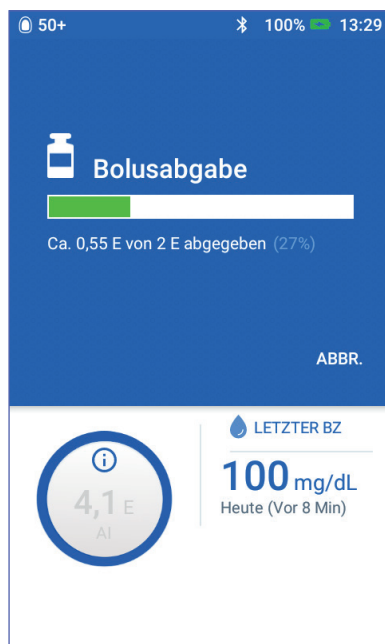 50+ 100% 13:29
Bolusabgabe
Ca. 0,55 E von 2 E abgegeben (27%)
ABBR.
4,1 E
AI
LETZTER BZ
100 mg/dL
Heute (Vor 8 Min)